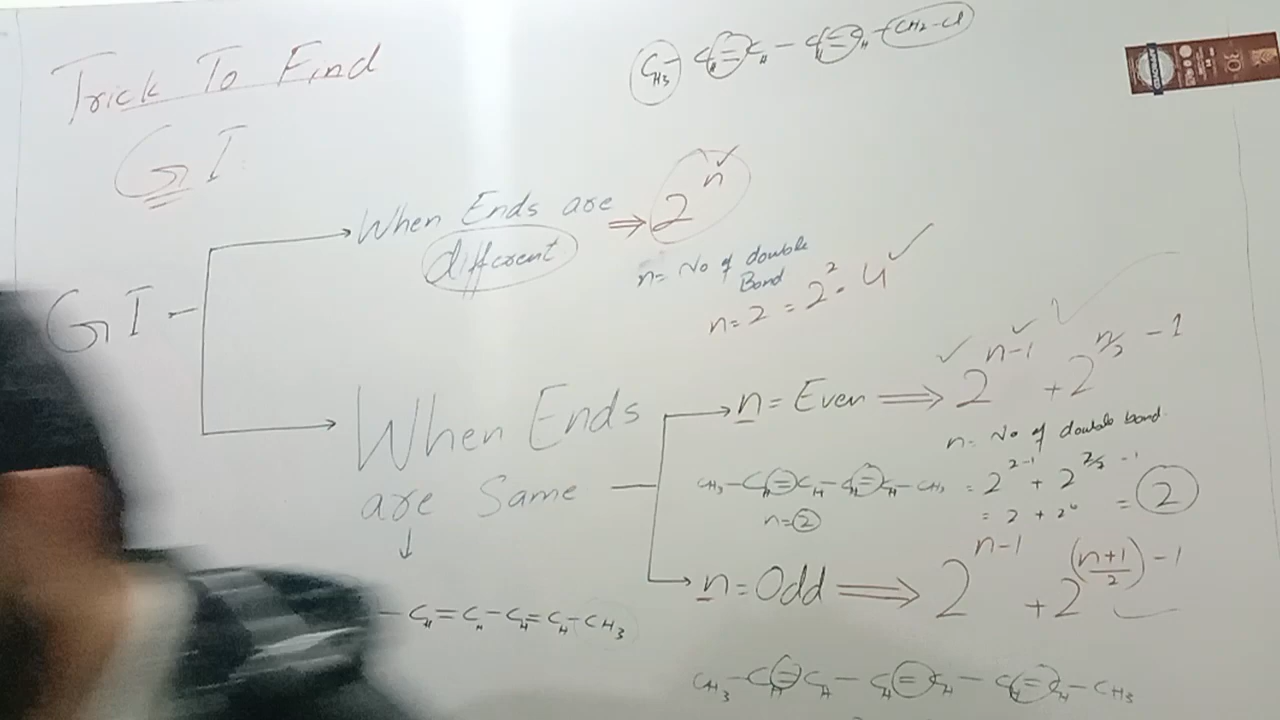 Trick To Find
GI
CH3 - CH=CH - CH=CH - CH2-Cl
GI
When Ends are
different
⇒ 2^n
n= No of double
Bond
n=2 = 2^2 = 4
When Ends
are Same
n= Even ⇒ 2^(n-1) + 2^(n/2 -1)
n= No of double bond
CH3-CH=CH-CH=CH-CH3 = 2^(2-1) + 2^(2/2 -1)
n=2
= 2 + 2^0 = 2
n=Odd ⇒ 2^(n-1) + 2^((n+1)/2 -1)
-CH=CH-CH=CH-CH3
CH3-CH=CH-CH=CH-CH=CH-CH3